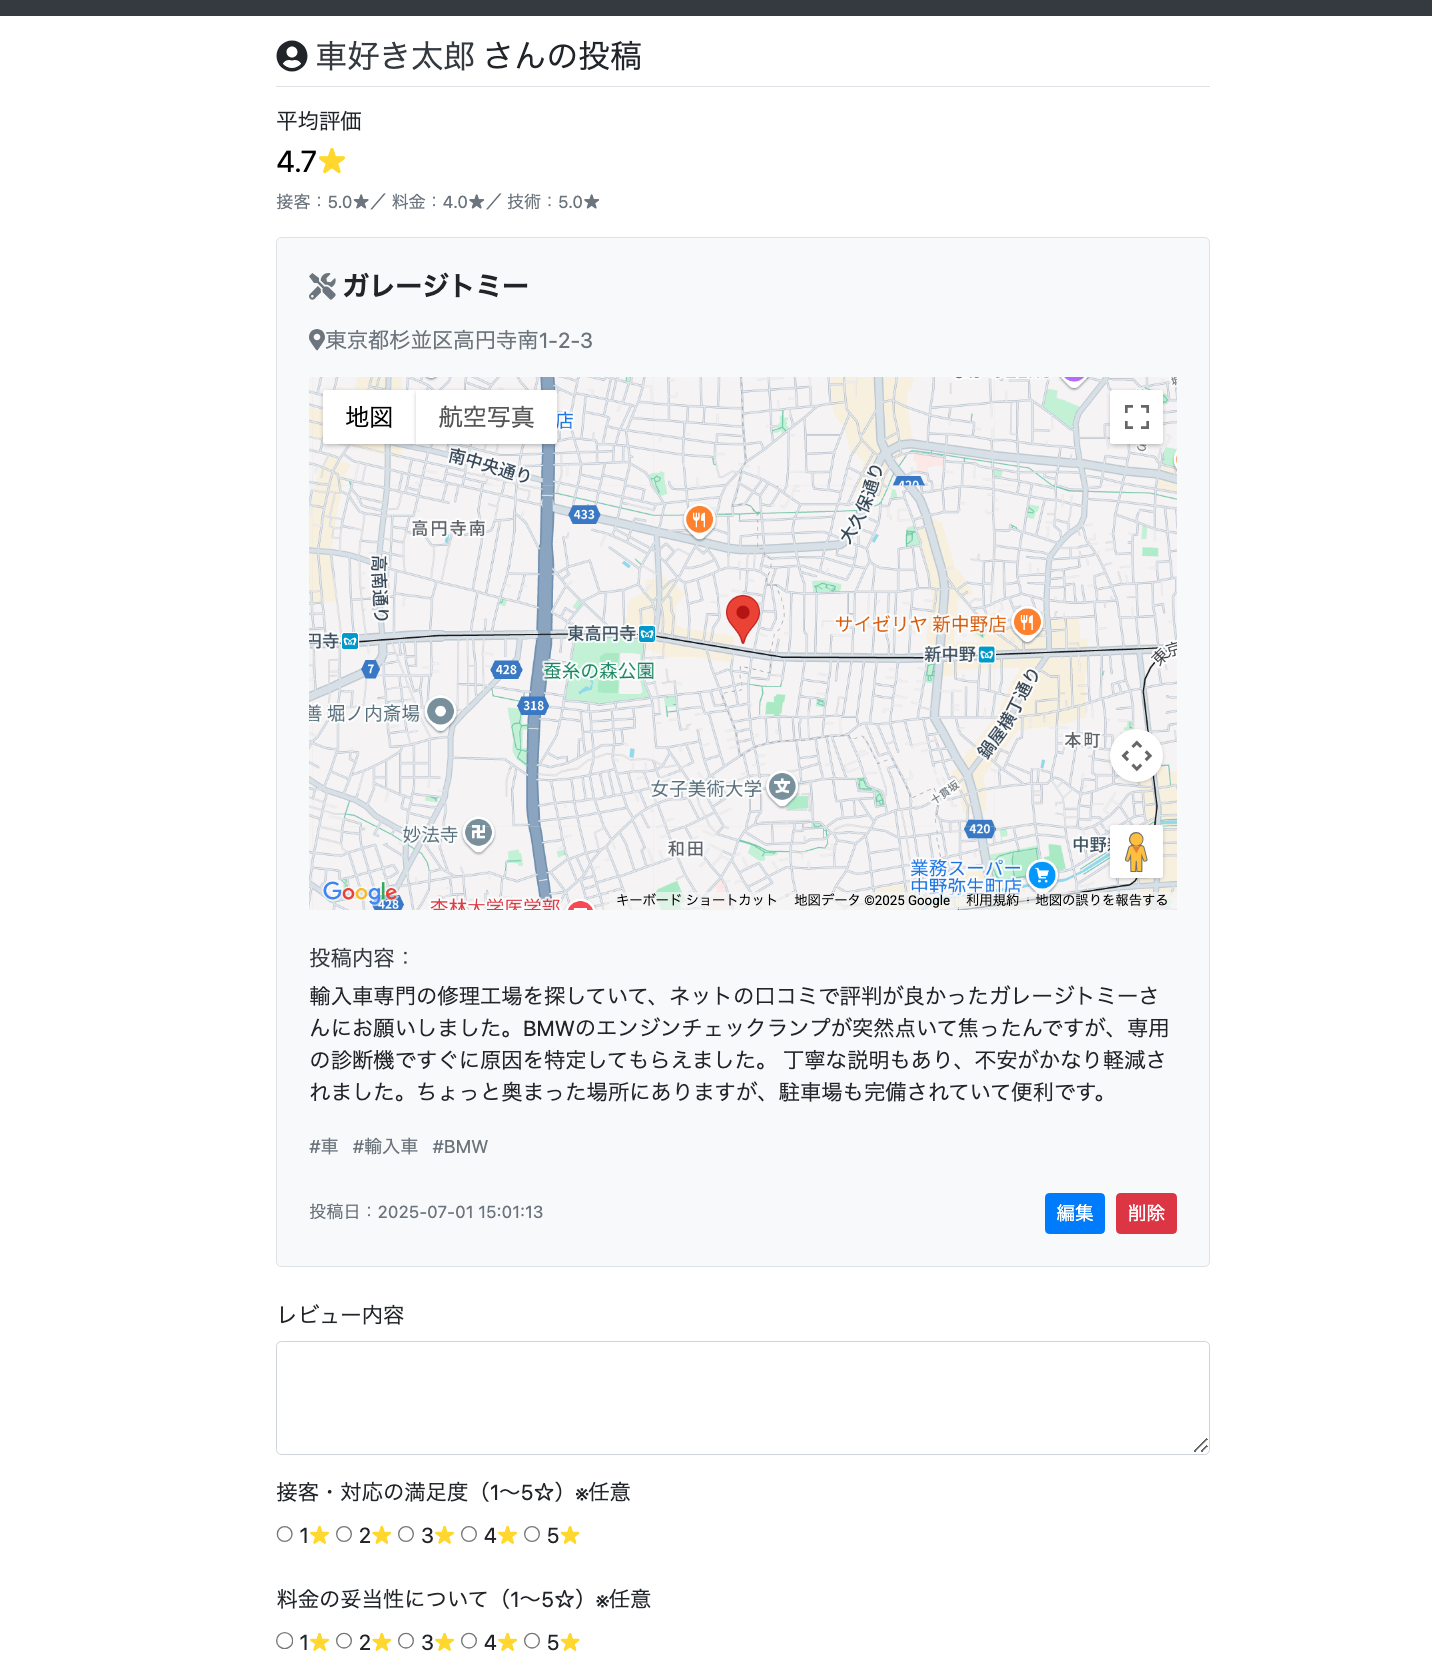 車好き太郎 さんの投稿
平均評価
4.7⭐
接客：5.0★／ 料金：4.0★／ 技術：5.0★
ガレージトミー
東京都杉並区高円寺南1-2-3
地図
航空写真
店
南中央通り
大久保通り
420
433
高円寺南
高南通り
サイゼリヤ 新中野店
東高円寺
円寺
新中野
東京
7
428
蚕糸の森公園
318
善 堀ノ内斎場
鍋屋横丁通り
本町
女子美術大学
文
十貫坂
妙法寺
卍
420
和田
中野
業務スーパー
中野弥生町店
Google
428
杏林大学医学部
キーボード ショートカット
地図データ ©2025 Google
利用規約
地図の誤りを報告する
投稿内容：
輸入車専門の修理工場を探していて、ネットの口コミで評判が良かったガレージトミーさ
んにお願いしました。BMWのエンジンチェックランプが突然点いて焦ったんですが、専用
の診断機ですぐに原因を特定してもらえました。 丁寧な説明もあり、不安がかなり軽減さ
れました。ちょっと奥まった場所にありますが、駐車場も完備されていて便利です。
#車 #輸入車 #BMW
投稿日：2025-07-01 15:01:13
編集
削除
レビュー内容
接客・対応の満足度（1〜5☆）※任意
1⭐ 2⭐ 3⭐ 4⭐ 5⭐
料金の妥当性について（1〜5☆）※任意
1⭐ 2⭐ 3⭐ 4⭐ 5⭐